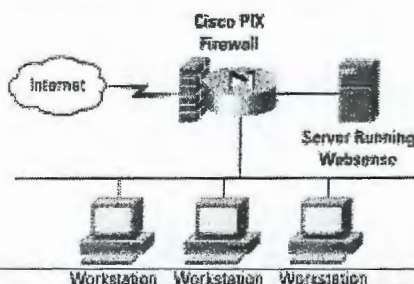 Cisco PIX
Firewall
Internet
Server Running
Websense
Workstation Workstation Workstation